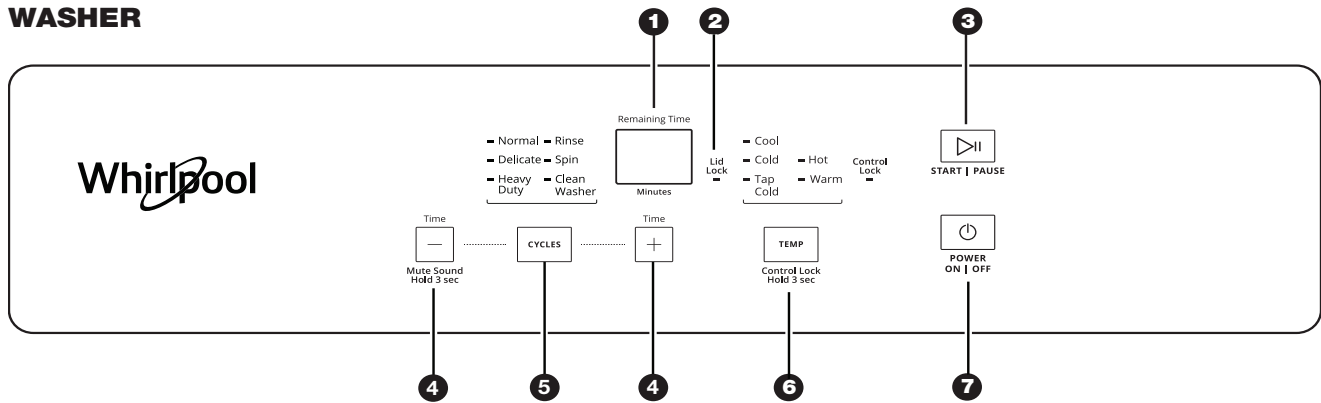 WASHER
1
2
3
Whirlpool
Normal
Delicate
Heavy
Duty
Rinse
Spin
Clean
Washer
Remaining Time
Minutes
Lid
Lock
Cool
Cold
Tap
Cold
Hot
Warm
Control
Lock
START | PAUSE
Time
Mute Sound
Hold 3 sec
CYCLES
Time
TEMP
Control Lock
Hold 3 sec
POWER
ON | OFF
4
5
4
6
7